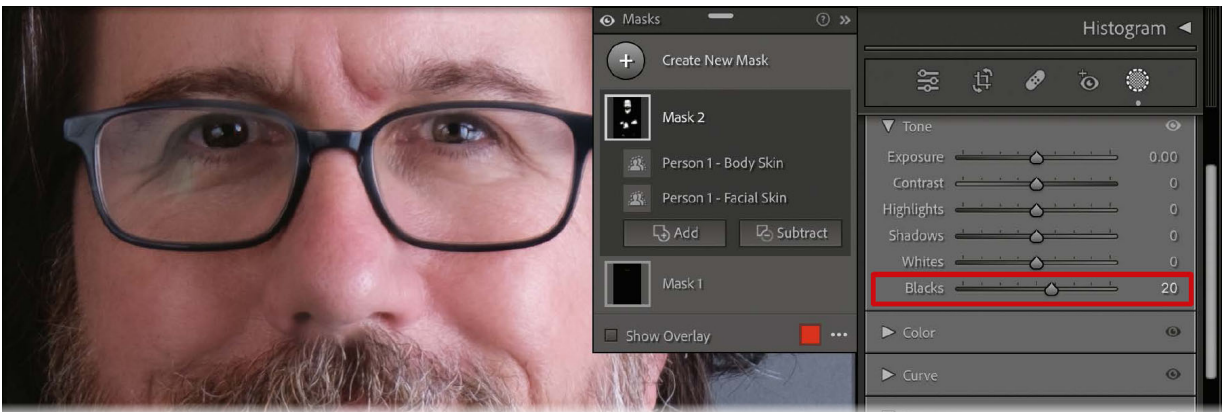 Masks
Create New Mask
Mask 2
Person 1 - Body Skin
Person 1 - Facial Skin
Add Subtract
Mask 1
Show Overlay
Histogram
Tone
Exposure 0.00
Contrast 0
Highlights 0
Shadows 0
Whites 0
Blacks 20
Color
Curve